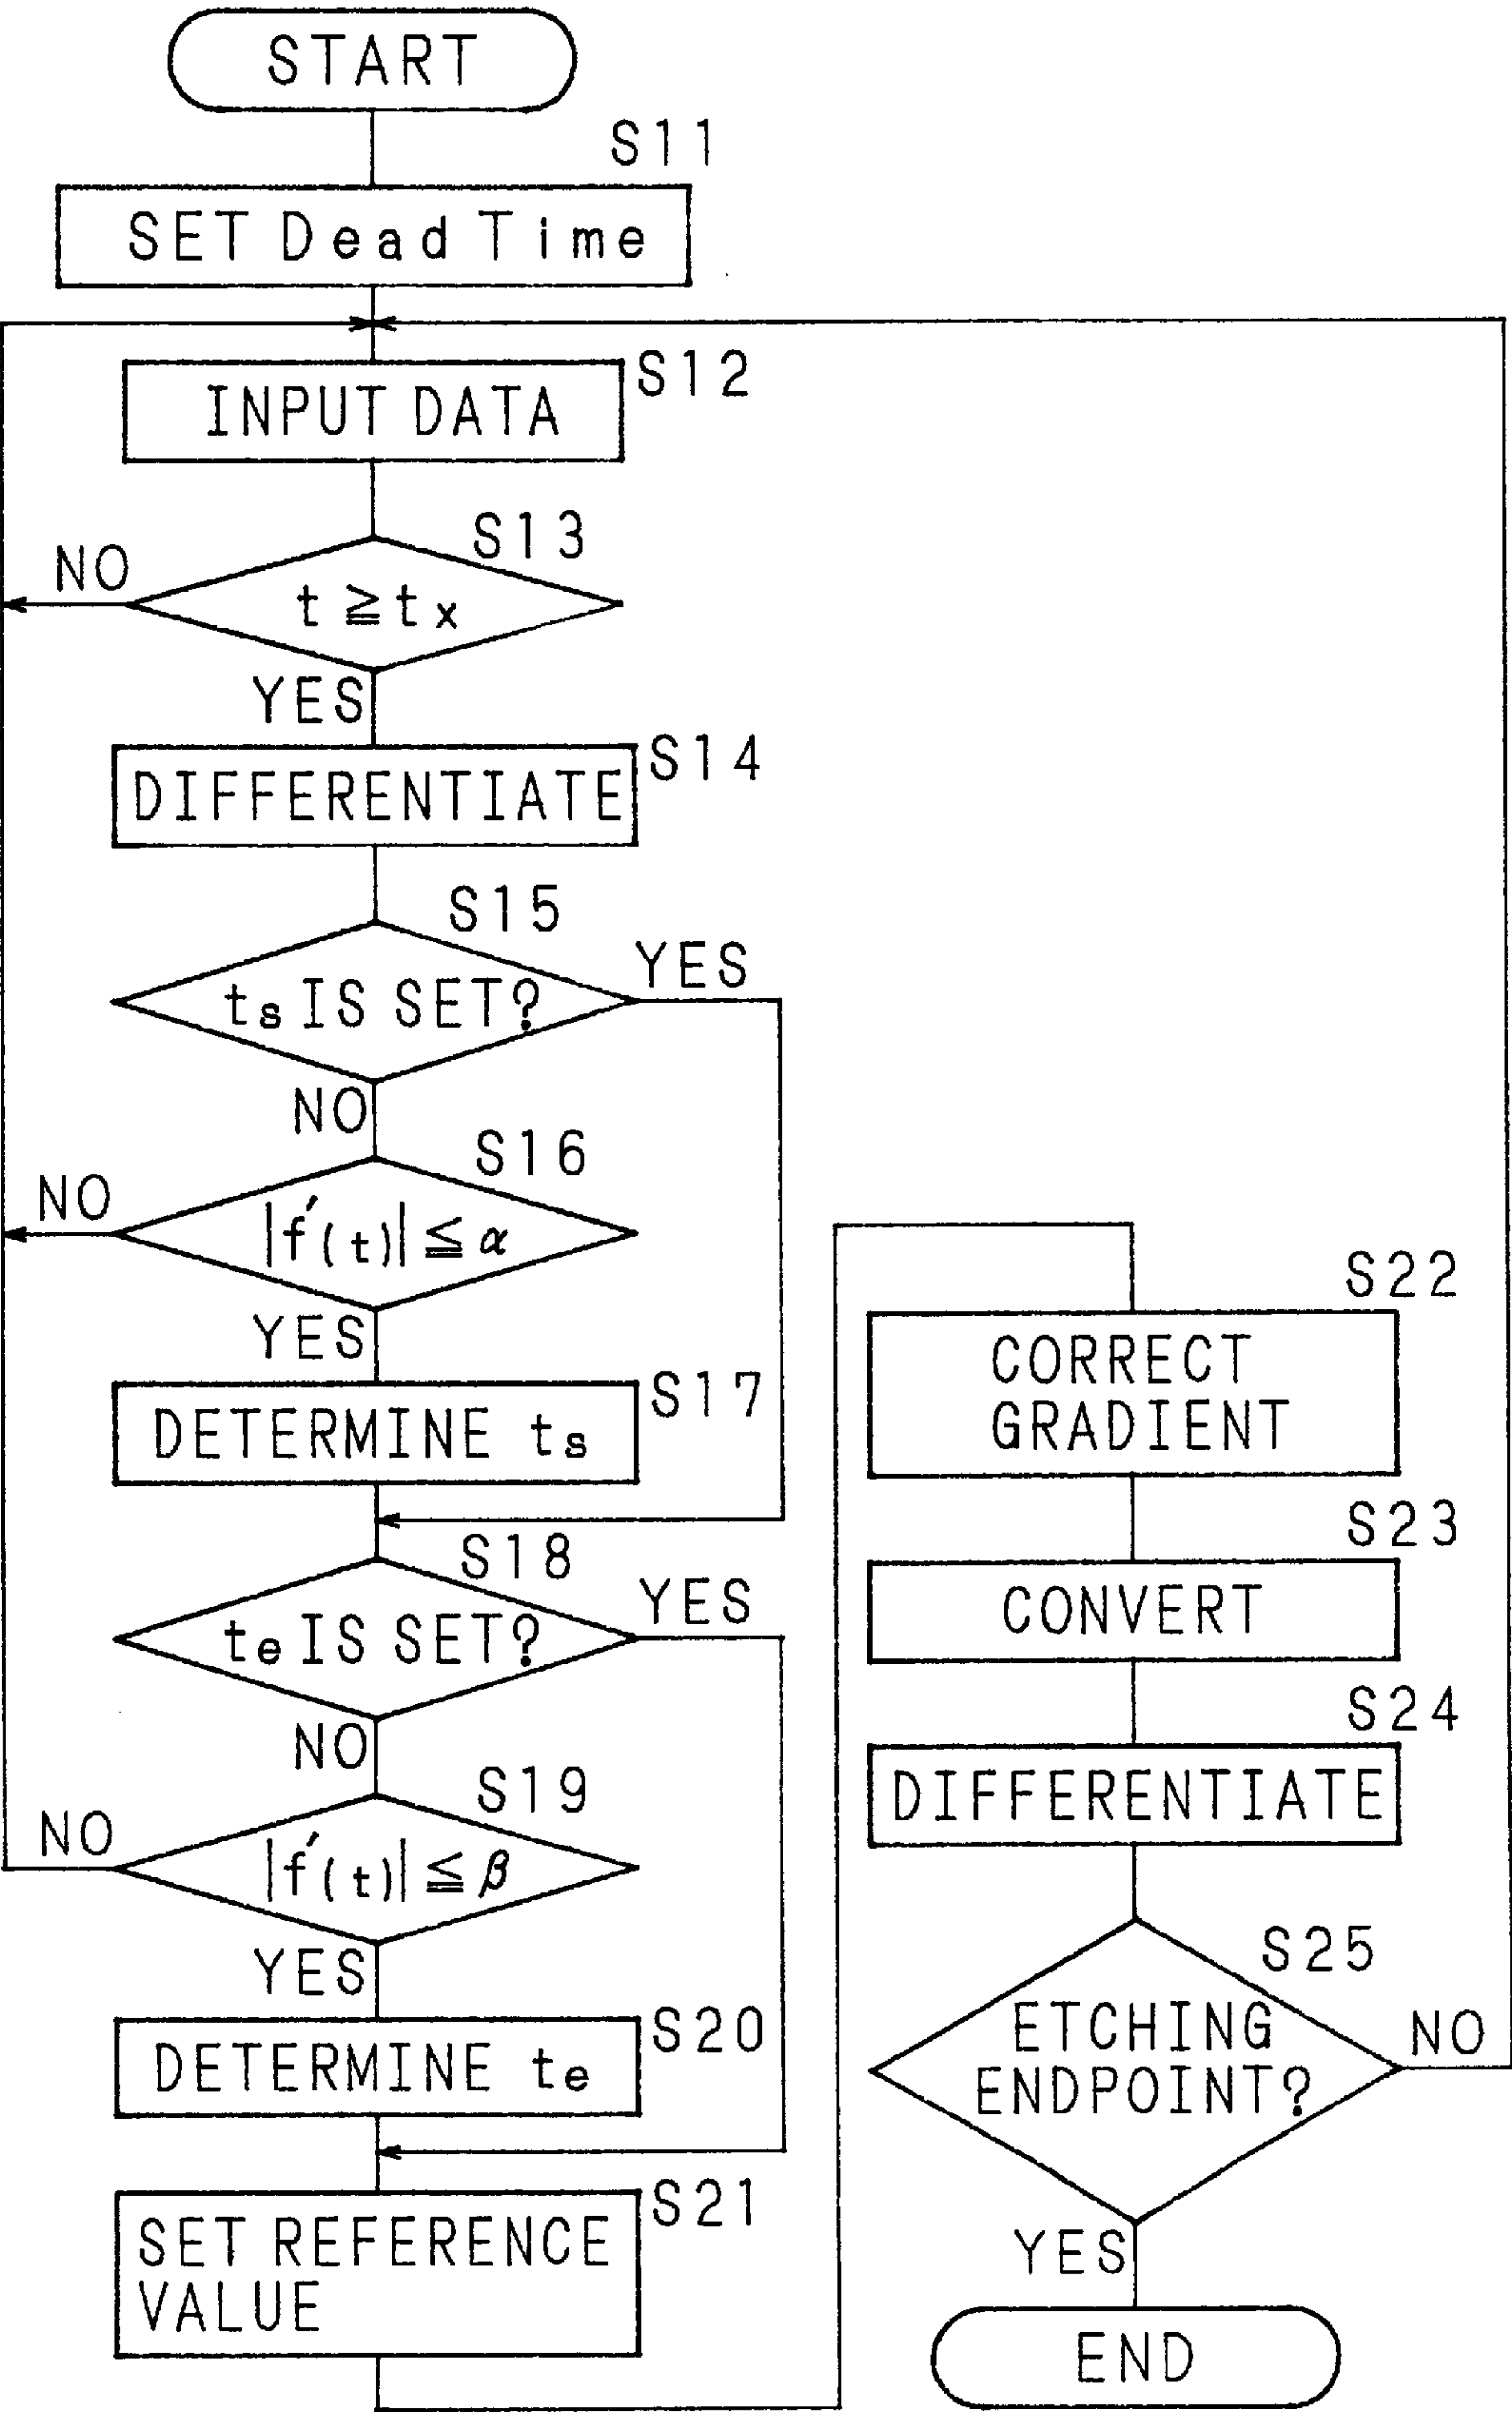 START
S11
SET Dead Time
S12
INPUT DATA
S13
NO
t ≧ tx
YES
S14
DIFFERENTIATE
S15
YES
ts IS SET?
NO
S16
NO
|f′(t)| ≦ α
YES
S17
DETERMINE ts
S18
YES
te IS SET?
NO
S19
NO
|f′(t)| ≦ β
YES
S20
DETERMINE te
S21
SET REFERENCE
VALUE
S22
CORRECT
GRADIENT
S23
CONVERT
S24
DIFFERENTIATE
S25
ETCHING
ENDPOINT?
NO
YES
END